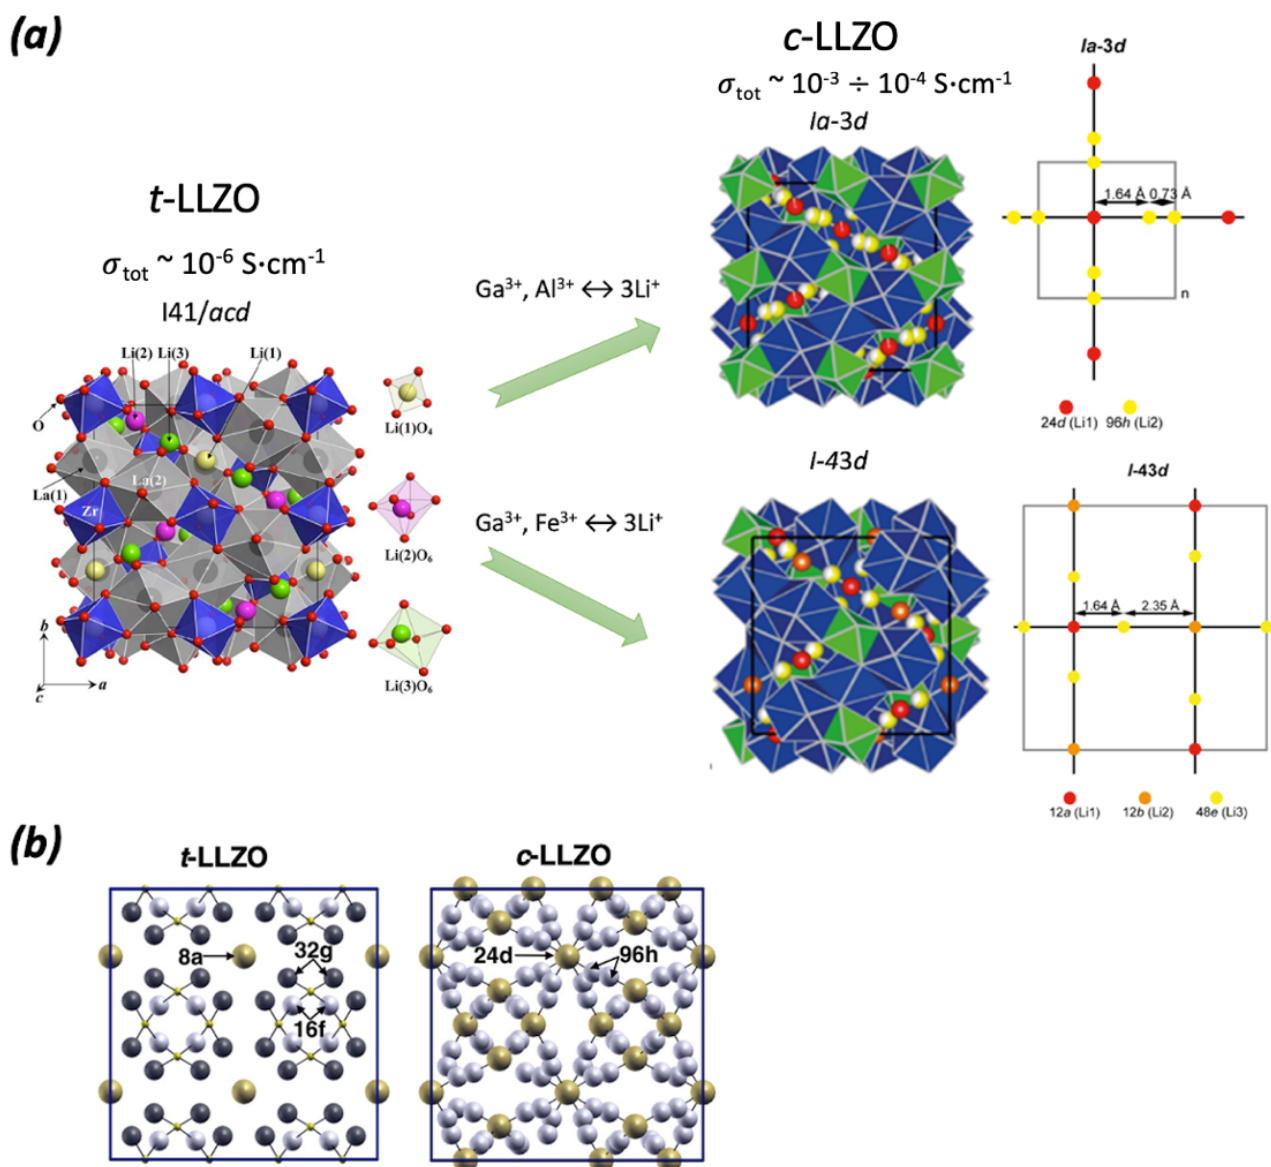 (a)
t-LLZO
σtot ~ 10-6 S·cm-1
I41/acd
Li(2) Li(3) Li(1)
O
La(1)
La(2)
Zr
b
a
c
Li(1)O4
Li(2)O6
Li(3)O6
Ga3+, Al3+ ↔ 3Li+
Ga3+, Fe3+ ↔ 3Li+
c-LLZO
σtot ~ 10-3 ÷ 10-4 S·cm-1
Ia-3d
Ia-3d
1.64 Å 0.73 Å
n
24d (Li1) 96h (Li2)
I-43d
I-43d
1.64 Å 2.35 Å
12a (Li1) 12b (Li2) 48e (Li3)
(b)
t-LLZO
8a
32g
16f
c-LLZO
24d
96h